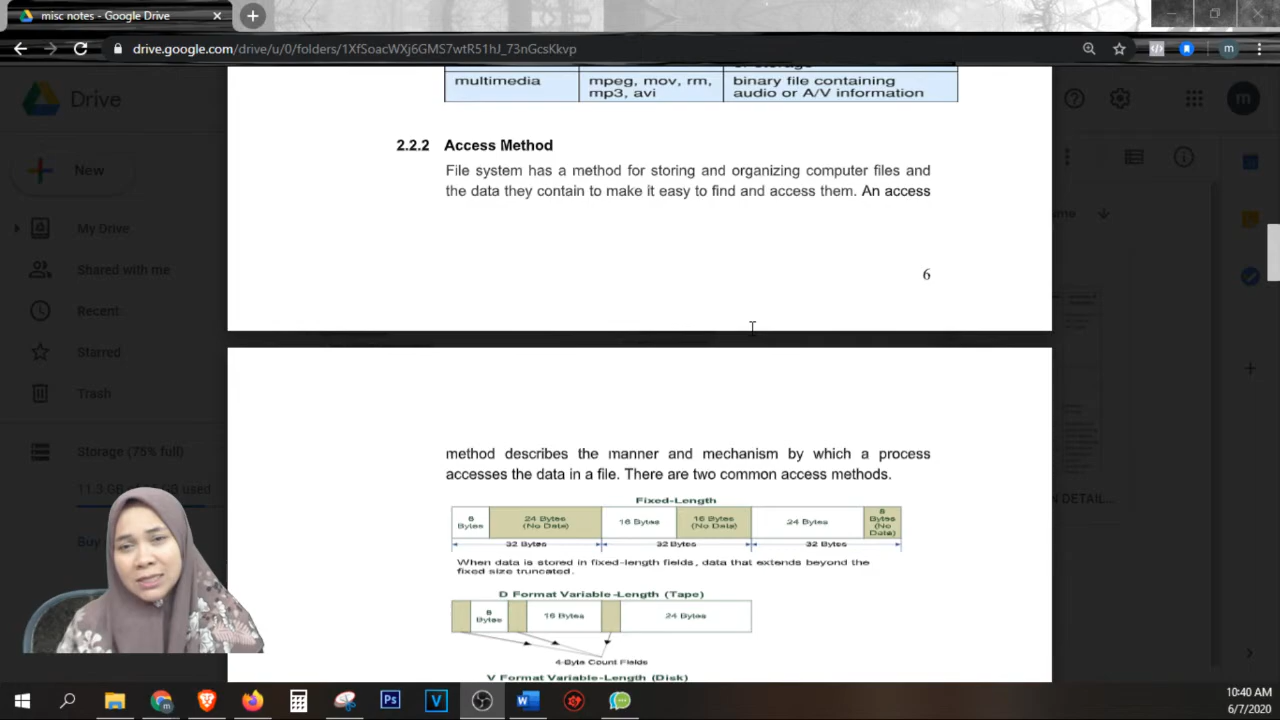 misc notes - Google Drive
drive.google.com/drive/u/0/folders/1XfSoacWXj6GMS7wtR51hJ_73nGcsKkvp
m
Drive
m
New
My Drive
Shared with me
Recent
Starred
Trash
Storage (75% full)
used
Buy
multimedia
mpeg, mov, rm,
mp3, avi
binary file containing
audio or A/V information
2.2.2 Access Method
File system has a method for storing and organizing computer files and
the data they contain to make it easy to find and access them. An access
6
method describes the manner and mechanism by which a process
accesses the data in a file. There are two common access methods.
Fixed-Length
8 Bytes
24 Bytes (No Data)
16 Bytes
16 Bytes (No Data)
24 Bytes
8 Bytes (No Data)
32 Bytes
32 Bytes
32 Bytes
When data is stored in fixed-length fields, data that extends beyond the
fixed size truncated.
D Format Variable-Length (Tape)
8 Bytes
16 Bytes
24 Bytes
4-Byte Count Fields
V Format Variable-Length (Disk)
DETAIL...
Ps
V
W
10:40 AM
6/7/2020